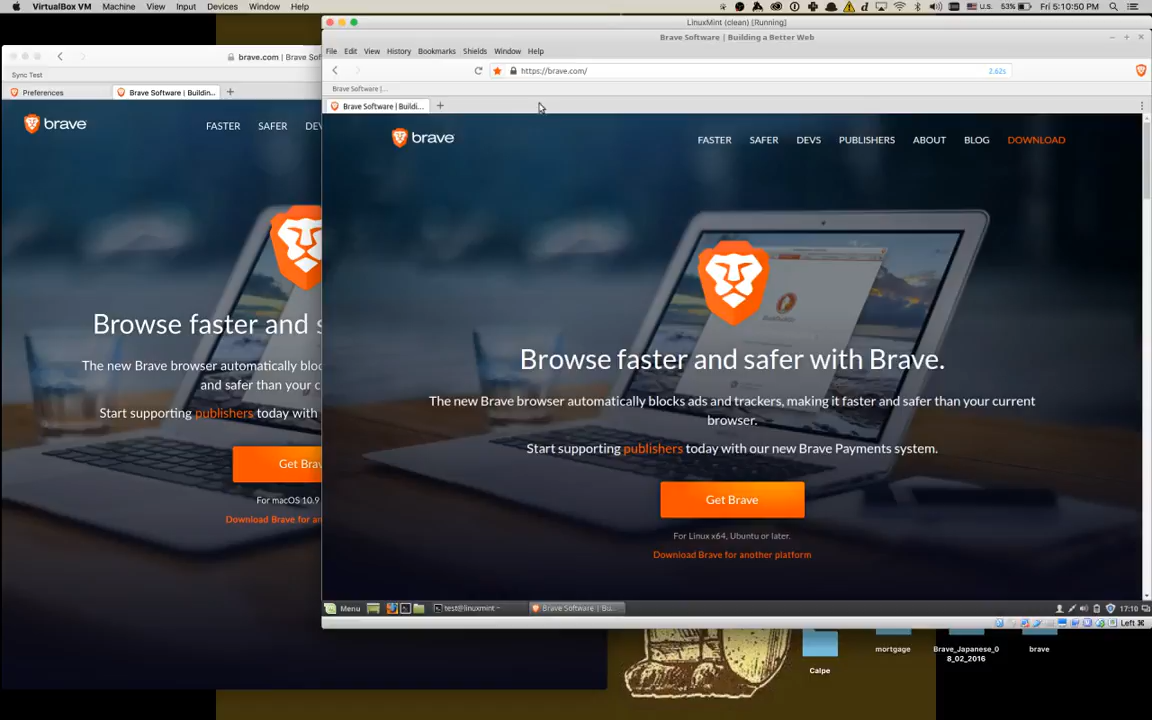 VirtualBox VM Machine View Input Devices Window Help
U.S. 53% Fri 5:10:50 PM
LinuxMint (clean) [Running]
Brave Software | Building a Better Web
File Edit View History Bookmarks Shields Window Help
https://brave.com/ 2.62s
Brave Software |...
Brave Software | Buildi...
brave
FASTER SAFER DEVS PUBLISHERS ABOUT BLOG DOWNLOAD
Browse faster and safer with Brave.
The new Brave browser automatically blocks ads and trackers, making it faster and safer than your current
browser.
Start supporting publishers today with our new Brave Payments system.
Get Brave
For Linux x64, Ubuntu or later.
Download Brave for another platform
Menu test@linuxmint ~ Brave Software | Bu... 17:10
Left ⌘
brave.com | Brave Sof
Sync Test
Preferences Brave Software | Buildin...
brave
FASTER SAFER DEV
Browse faster and s
The new Brave browser automatically bloc
and safer than your c
Start supporting publishers today with
Get Brav
For macOS 10.9
Download Brave for an
Calpe
mortgage
Brave_Japanese_0
8_02_2016
brave